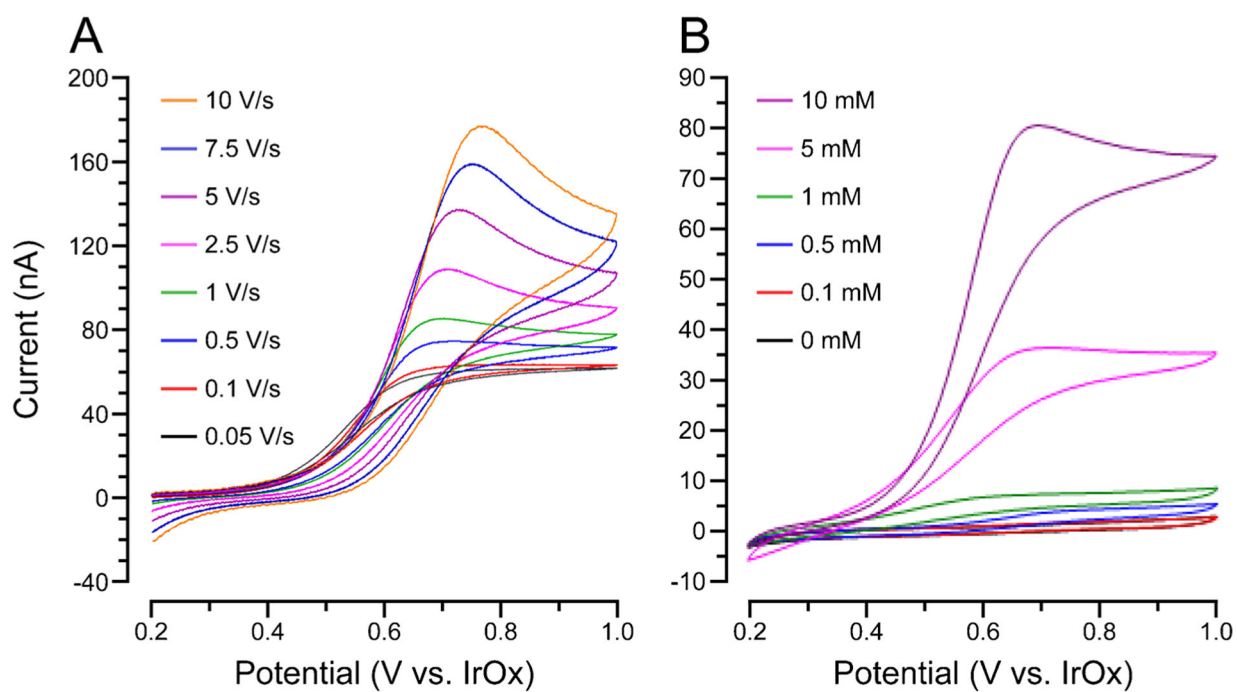 A
B
200
160
120
80
40
0
-40
10 V/s
7.5 V/s
5 V/s
2.5 V/s
1 V/s
0.5 V/s
0.1 V/s
0.05 V/s
Current (nA)
0.2
0.4
0.6
0.8
1.0
Potential (V vs. IrOx)
90
80
70
60
50
40
30
20
10
0
-10
10 mM
5 mM
1 mM
0.5 mM
0.1 mM
0 mM
0.2
0.4
0.6
0.8
1.0
Potential (V vs. IrOx)